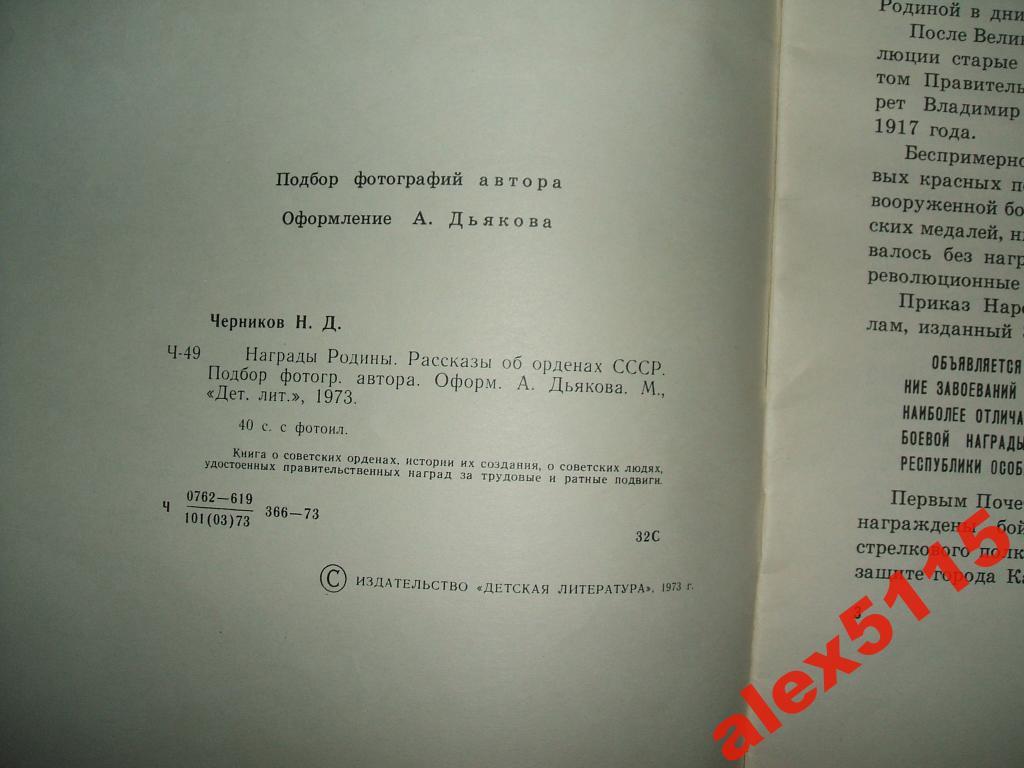 Подбор фотографий автора
Оформление А. Дьякова
Черников Н. Д.
Ч-49 Награды Родины. Рассказы об орденах СССР.
Подбор фотогр. автора. Оформ. А. Дьякова. М.,
«Дет. лит.», 1973.
40 с. с фотоил.
Книга о советских орденах, истории их создания, о советских людях,
удостоенных правительственных наград за трудовые и ратные подвиги.
Ч 0762—619
101(03)73 366—73
32С
© ИЗДАТЕЛЬСТВО «ДЕТСКАЯ ЛИТЕРАТУРА», 1973 г.
Родиной в дни
После Велик
люции старые
том Правитель
рет Владимир
1917 года.
Беспримерно
вых красных п
вооруженной бо
ских медалей, н
валось без нагр
революционные
Приказ Наро
лам, изданный
ОБЪЯВЛЯЕТСЯ
НИЕ ЗАВОЕВАНИЙ
НАИБОЛЕЕ ОТЛИЧА
БОЕВОЙ НАГРАДЫ
РЕСПУБЛИКИ ОСОБ
Первым Поче
награждены бой
стрелкового полк
защите города Ка
3
alex5115